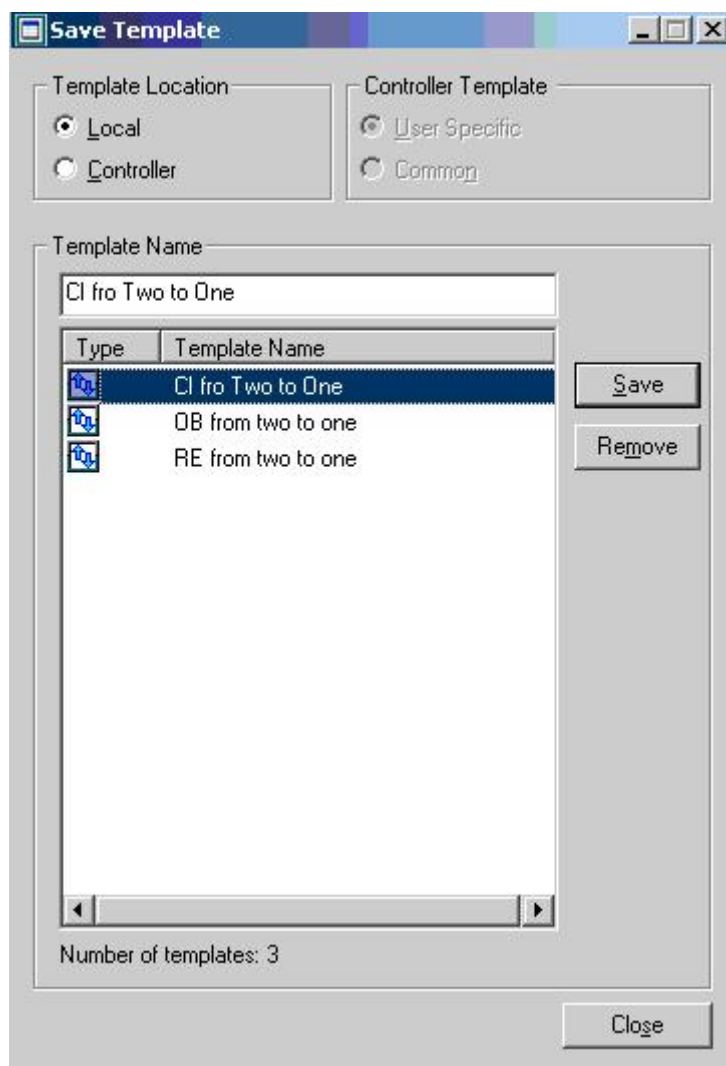 Save Template
Template Location
Controller Template
Local
User Specific
Controller
Common
Template Name
CI fro Two to One
Type Template Name
CI fro Two to One
OB from two to one
RE from two to one
Save
Remove
Number of templates: 3
Close